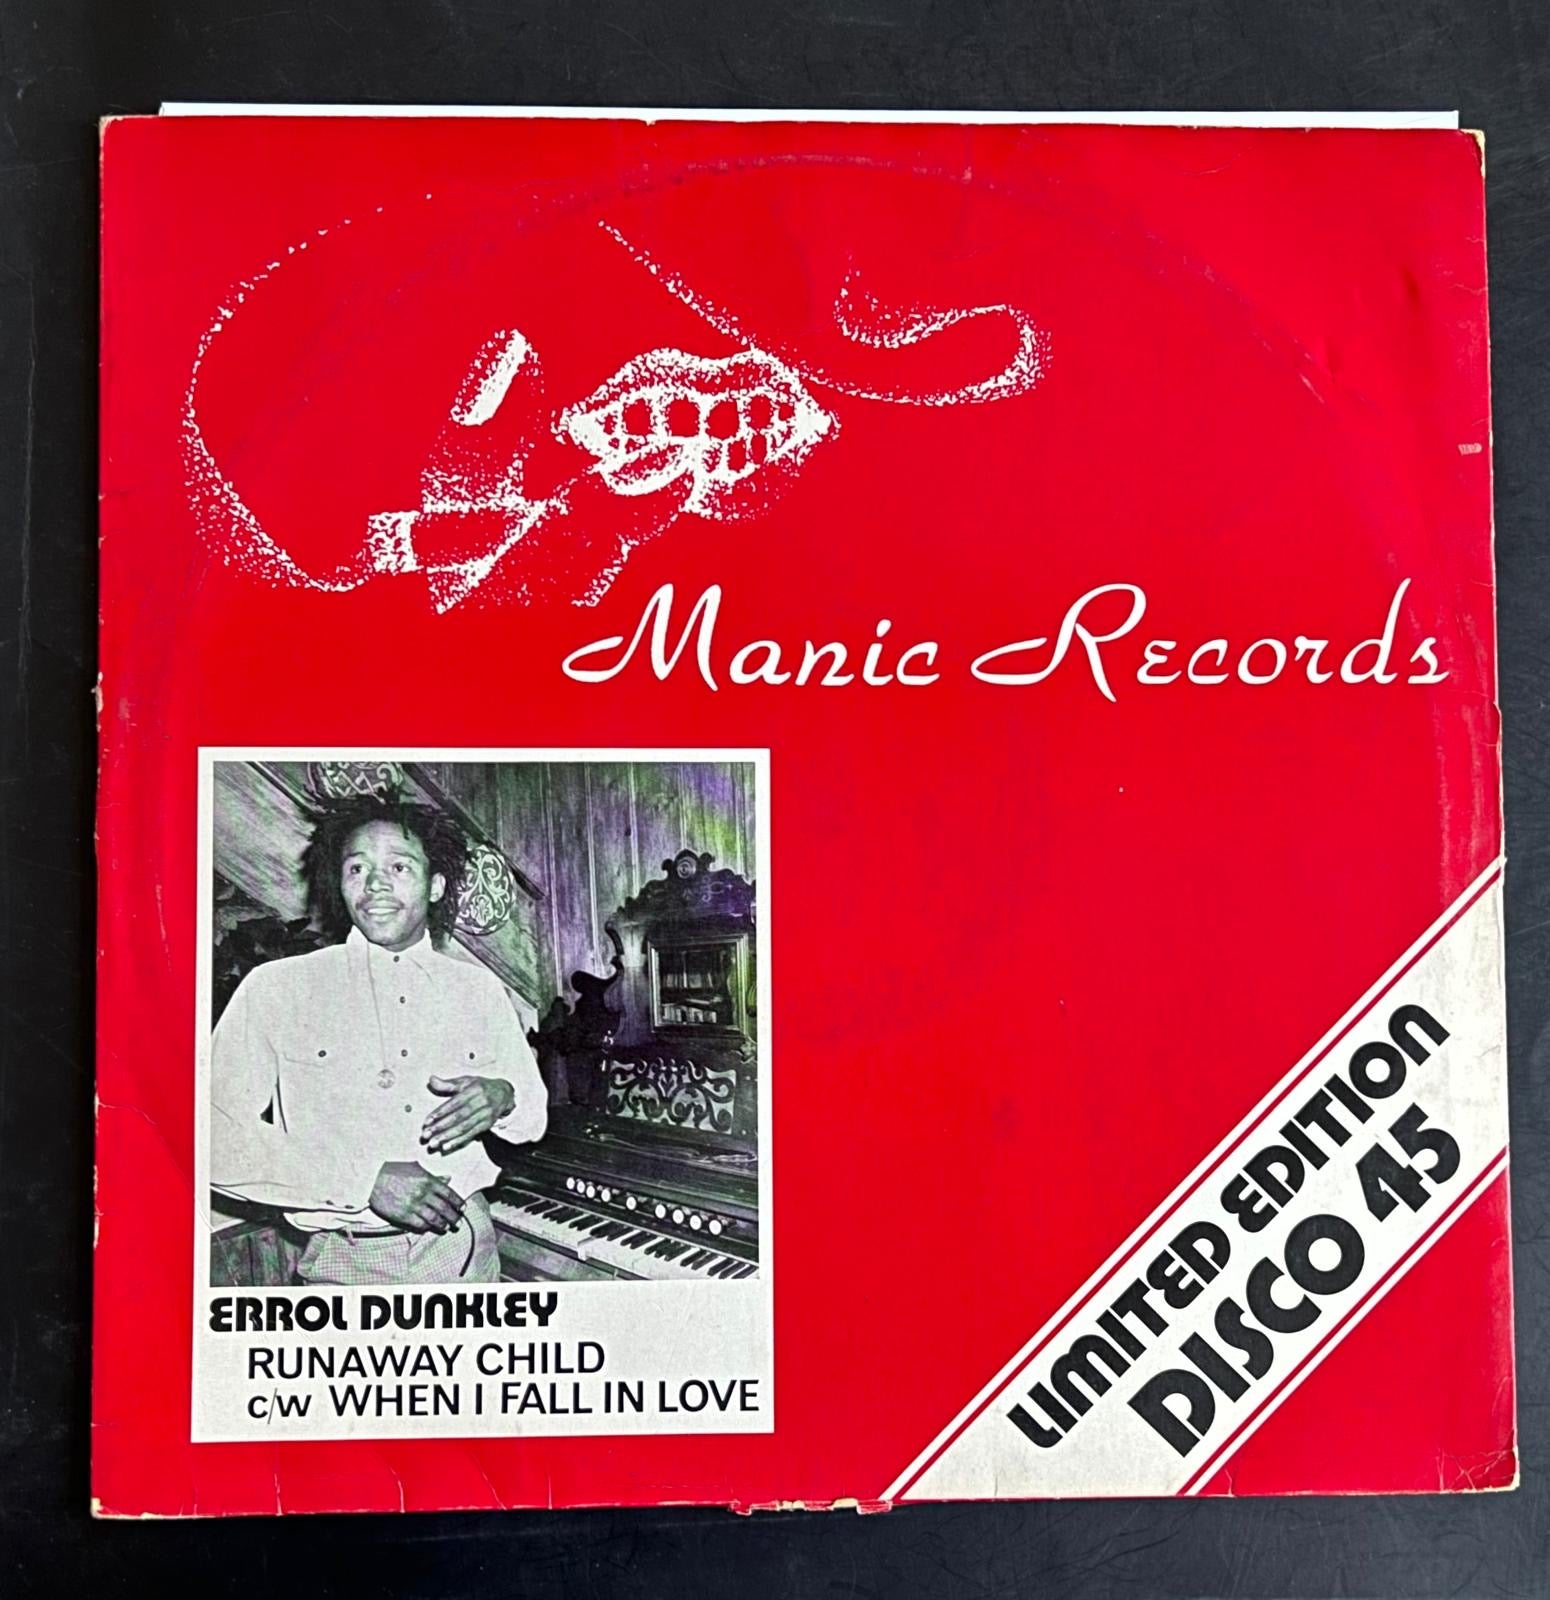 Manic Records
ERROL DUNKLEY
RUNAWAY CHILD
c/w WHEN I FALL IN LOVE
LIMITED EDITION
DISCO 45